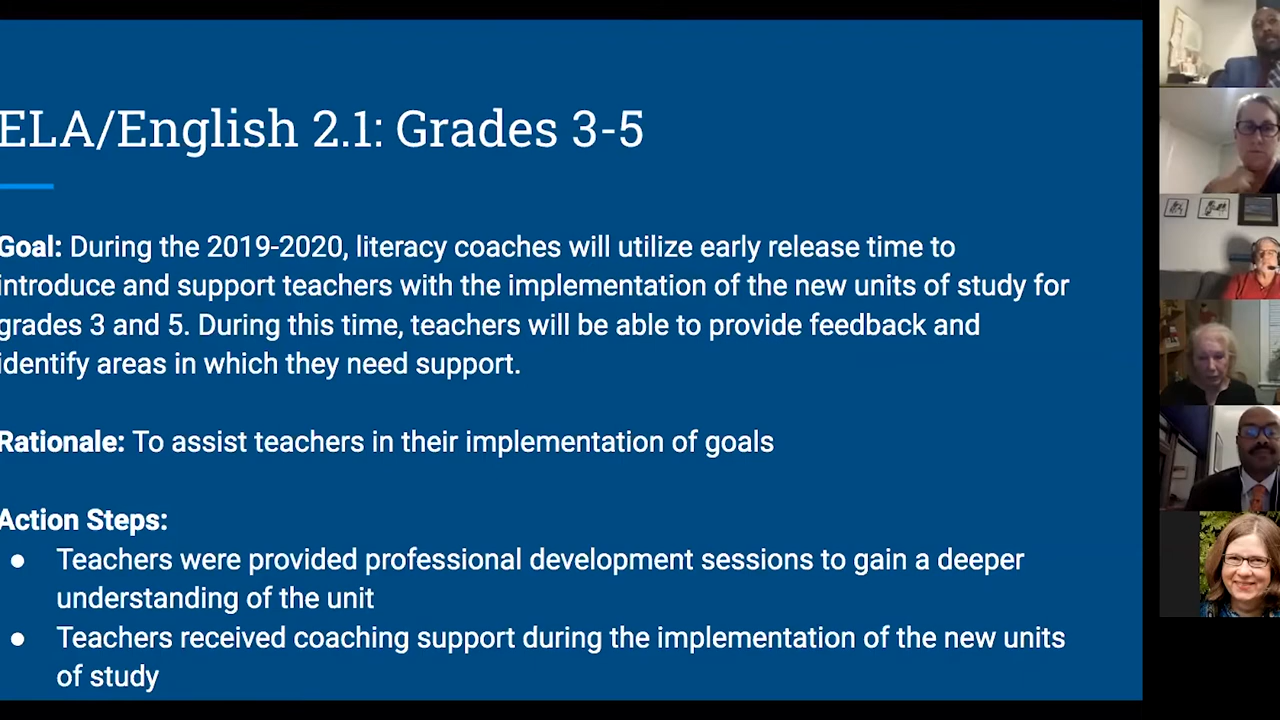 ELA/English 2.1: Grades 3-5
Goal: During the 2019-2020, literacy coaches will utilize early release time to
introduce and support teachers with the implementation of the new units of study for
grades 3 and 5. During this time, teachers will be able to provide feedback and
identify areas in which they need support.
Rationale: To assist teachers in their implementation of goals
Action Steps:
● Teachers were provided professional development sessions to gain a deeper
understanding of the unit
● Teachers received coaching support during the implementation of the new units
of study